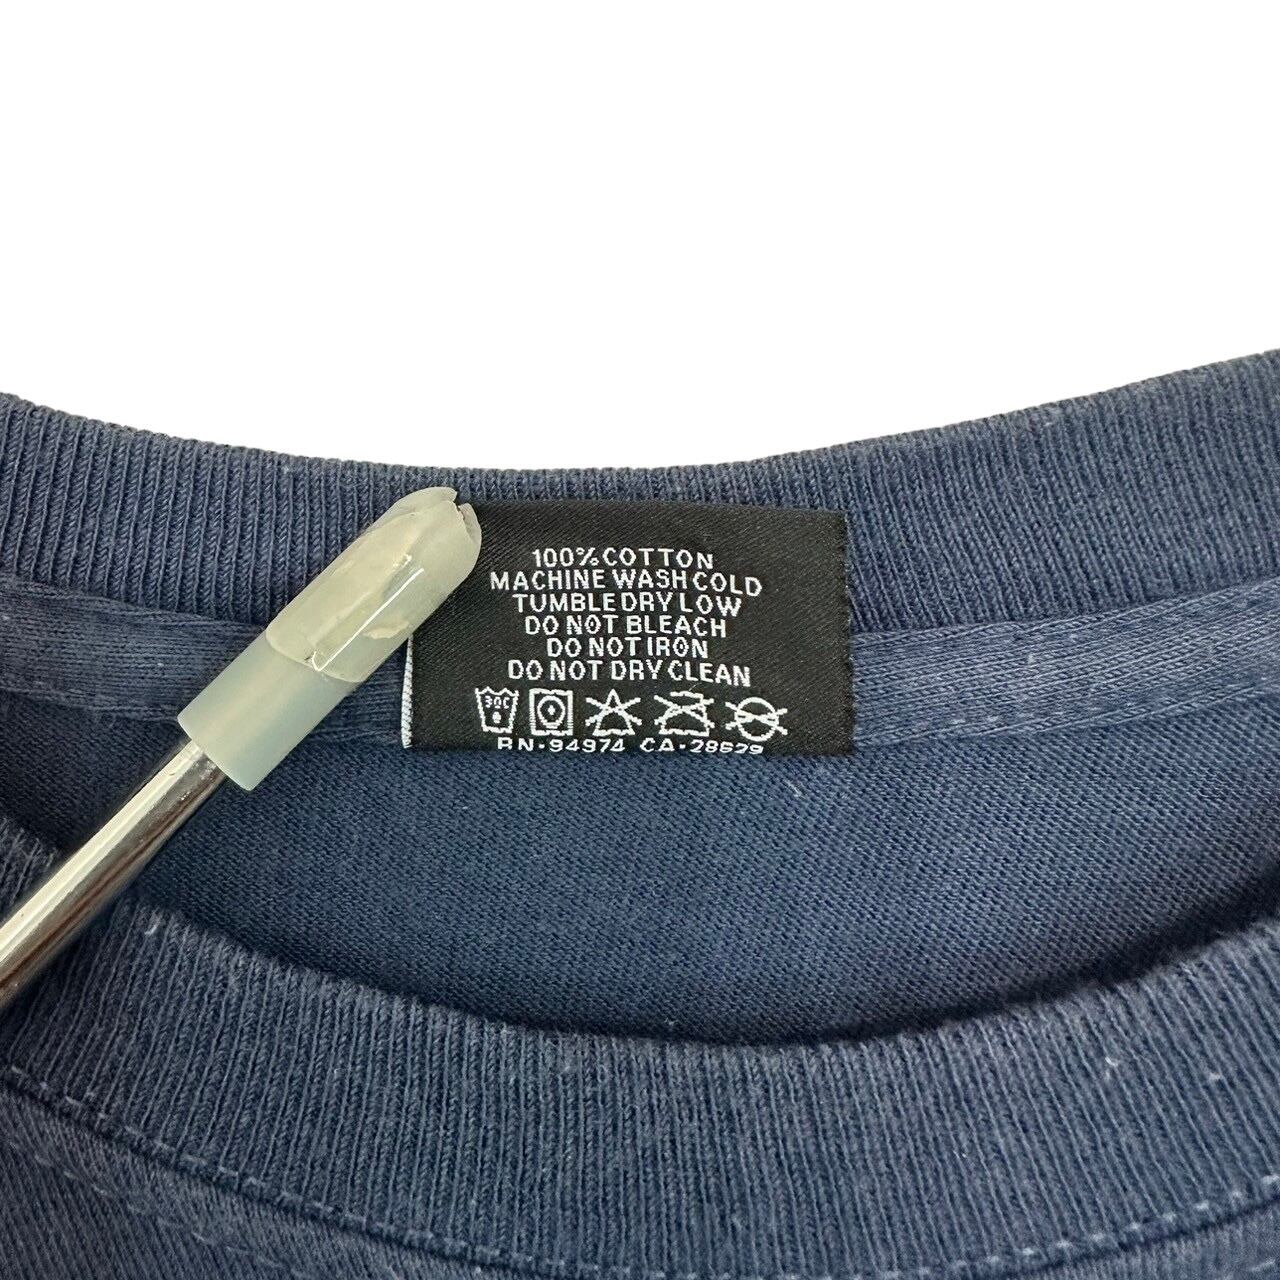 100% COTTON
MACHINE WASH COLD
TUMBLE DRY LOW
DO NOT BLEACH
DO NOT IRON
DO NOT DRY CLEAN
30C
RN·94974 CA·28629